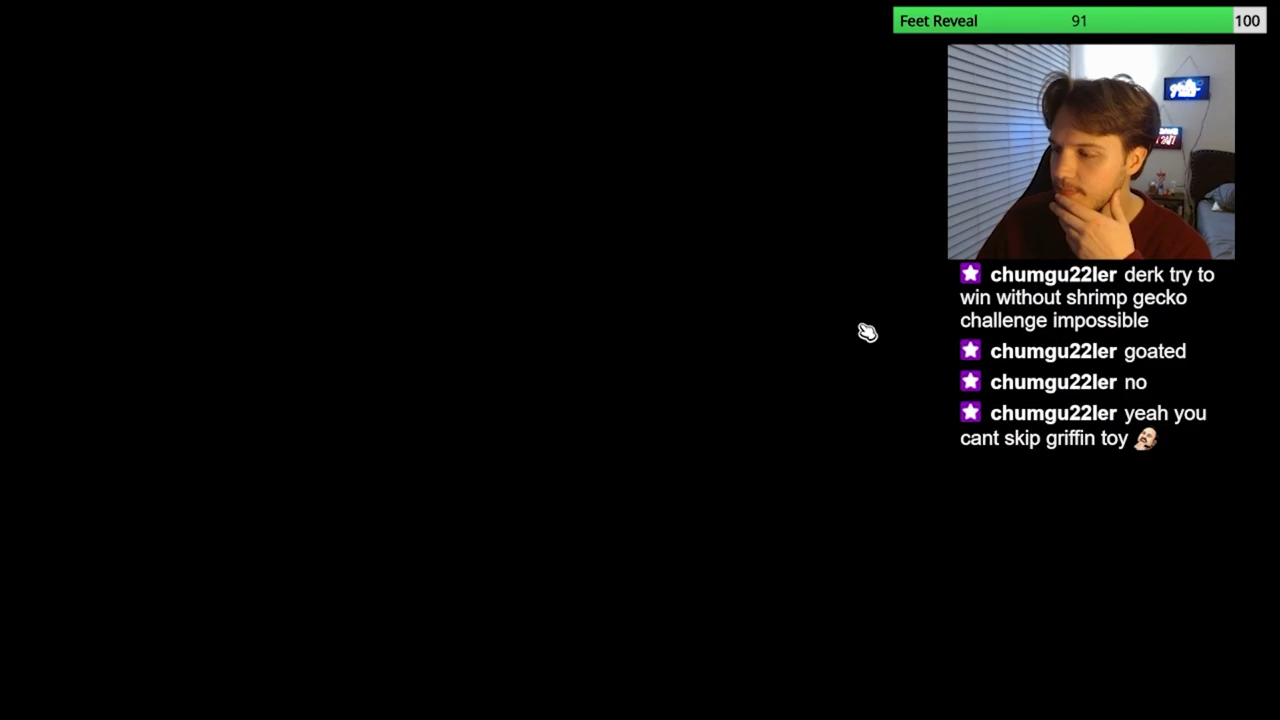 Feet Reveal 91 100
chumgu22ler derk try to
win without shrimp gecko
challenge impossible
chumgu22ler goated
chumgu22ler no
chumgu22ler yeah you
cant skip griffin toy